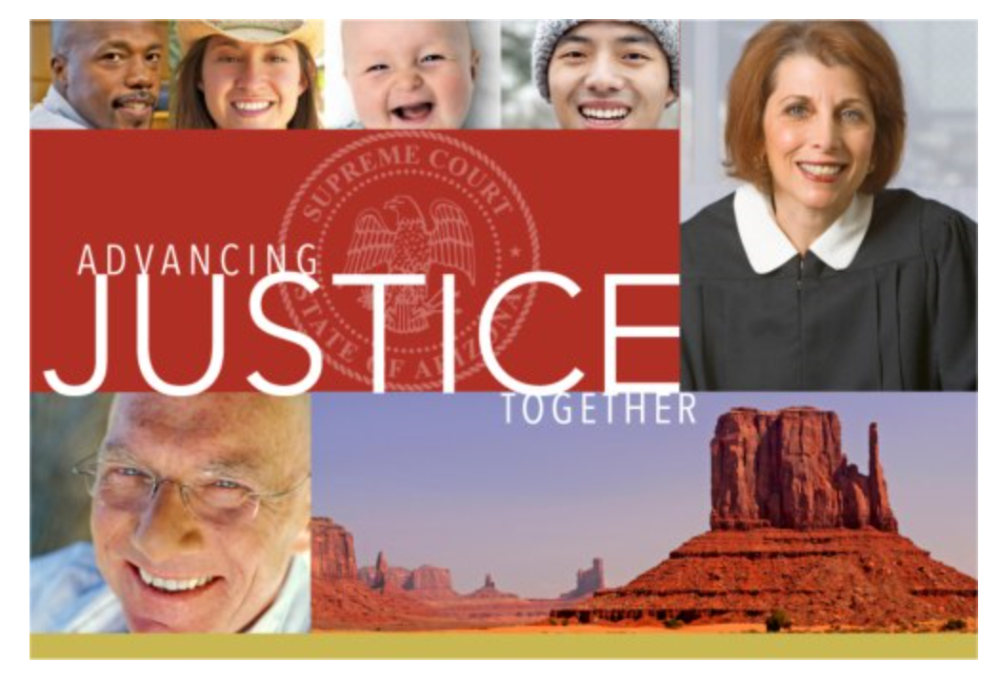 SUPREME COURT
ADVANCING
JUSTICE
STATE OF ARIZONA
TOGETHER